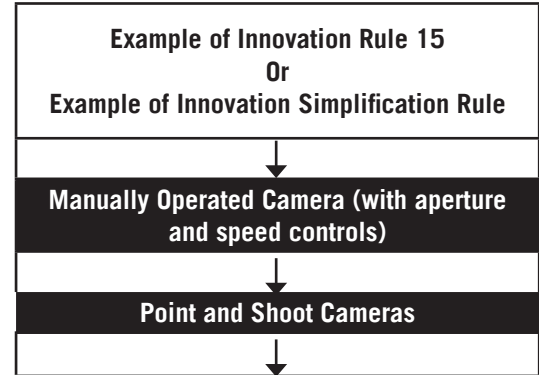 Example of Innovation Rule 15
Or
Example of Innovation Simplification Rule
Manually Operated Camera (with aperture
and speed controls)
Point and Shoot Cameras